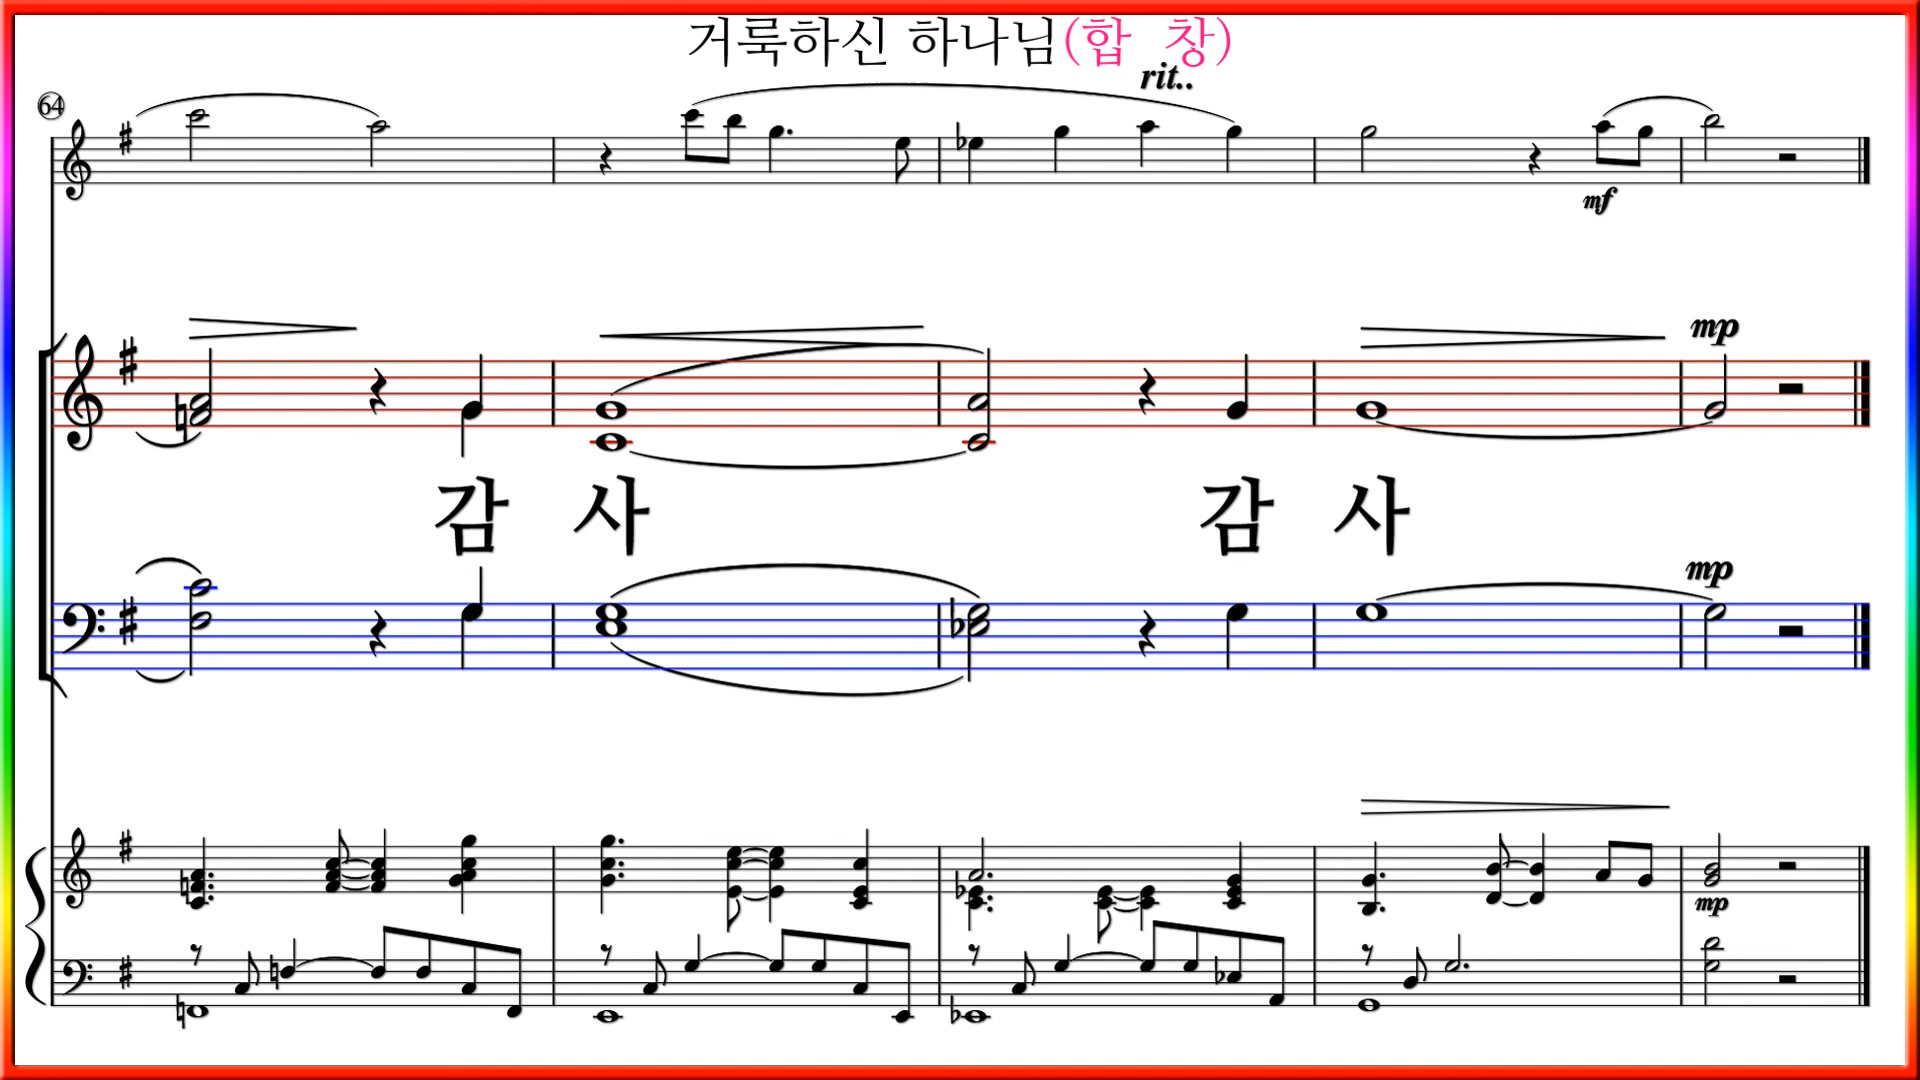 거룩하신 하나님(합 창)
rit..
64
mf
mp
감 사 감 사
mp
mp